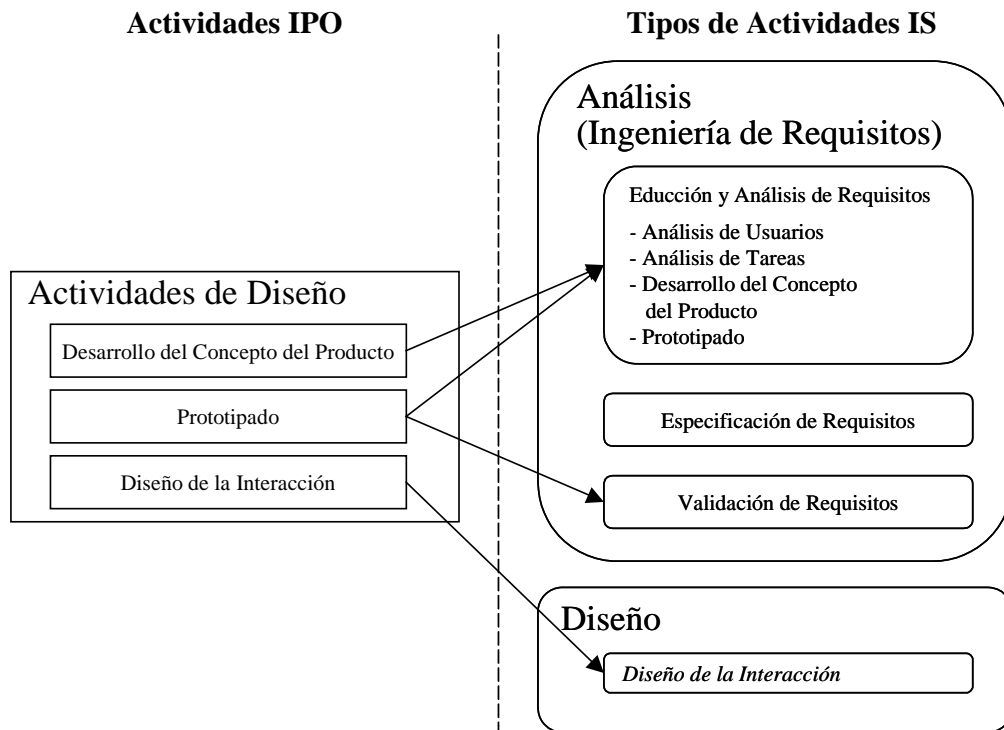 Actividades IPO
Tipos de Actividades IS
Actividades de Diseño
Desarrollo del Concepto del Producto
Prototipado
Diseño de la Interacción
Análisis
(Ingeniería de Requisitos)
Educción y Análisis de Requisitos
- Análisis de Usuarios
- Análisis de Tareas
- Desarrollo del Concepto
del Producto
- Prototipado
Especificación de Requisitos
Validación de Requisitos
Diseño
Diseño de la Interacción